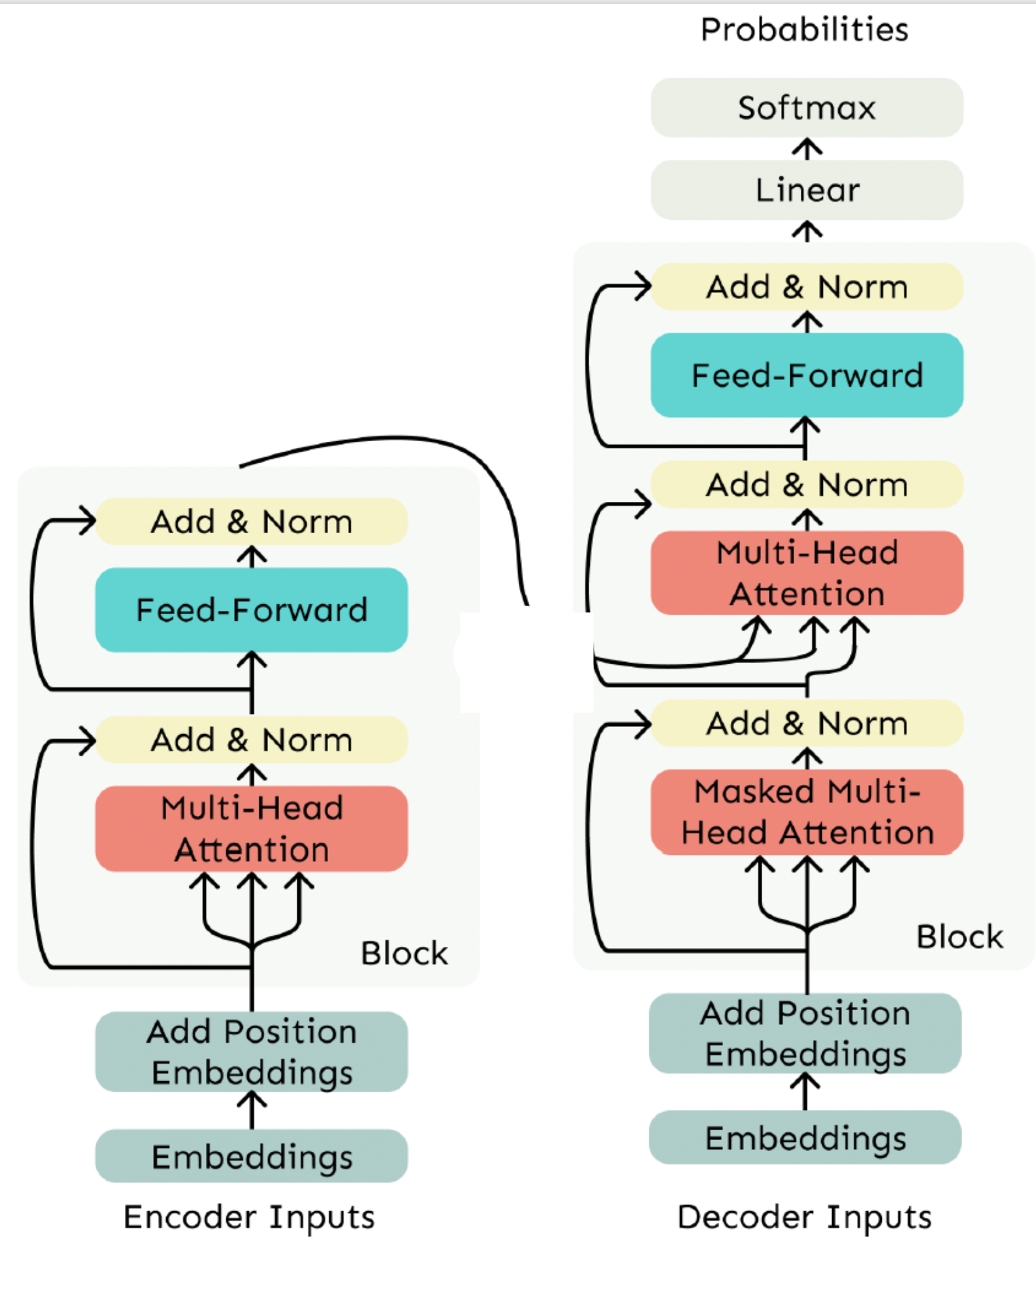 Probabilities
Softmax
Linear
Add & Norm
Feed-Forward
Add & Norm
Multi-Head
Attention
Add & Norm
Masked Multi-
Head Attention
Block
Add Position
Embeddings
Embeddings
Decoder Inputs
Add & Norm
Feed-Forward
Add & Norm
Multi-Head
Attention
Block
Add Position
Embeddings
Embeddings
Encoder Inputs